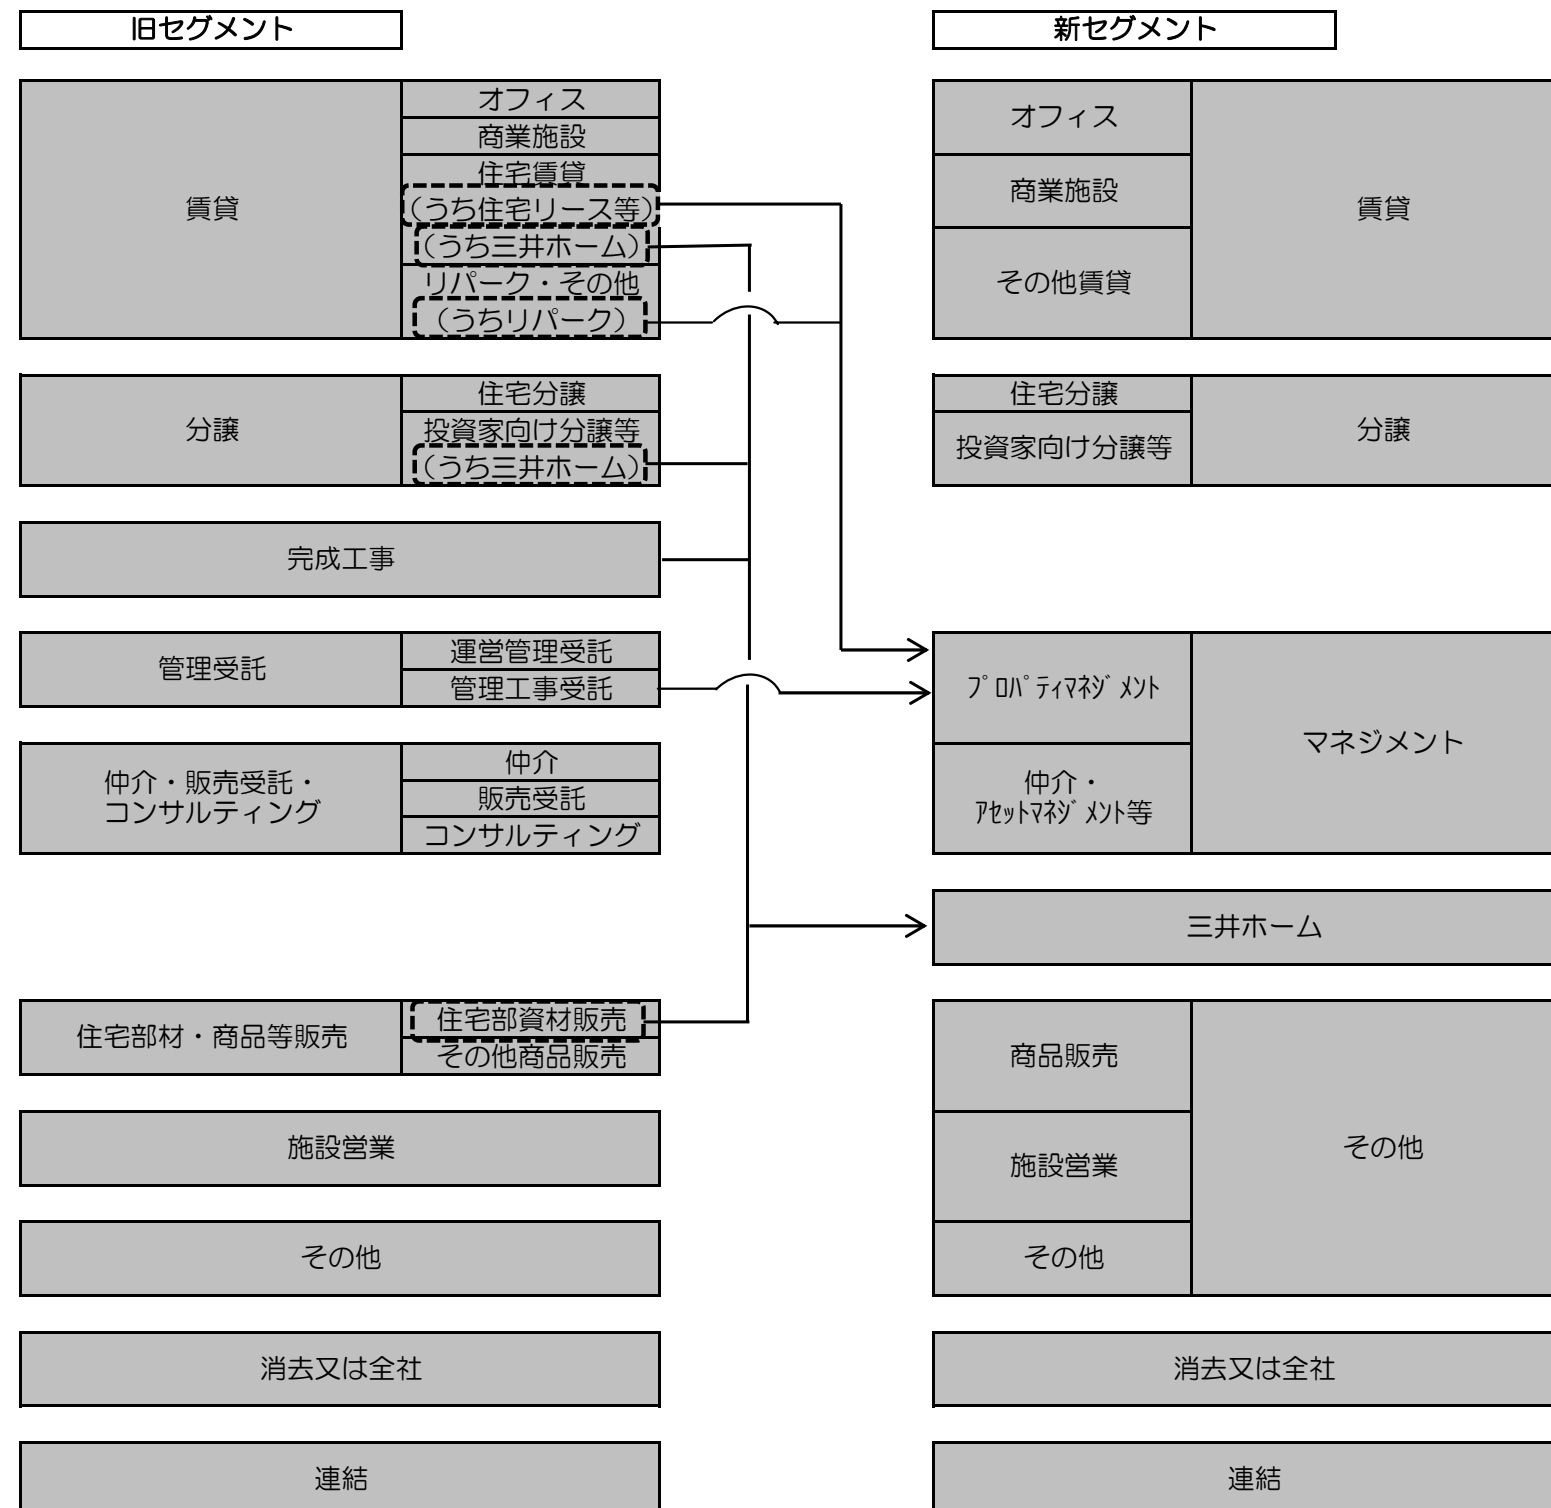 旧セグメント
賃貸
オフィス
商業施設
住宅賃貸
（うち住宅リース等）
（うち三井ホーム）
リパーク・その他
（うちリパーク）
分譲
住宅分譲
投資家向け分譲等
（うち三井ホーム）
完成工事
管理受託
運営管理受託
管理工事受託
仲介・販売受託・
コンサルティング
仲介
販売受託
コンサルティング
住宅部材・商品等販売
住宅部資材販売
その他商品販売
施設営業
その他
消去又は全社
連結
新セグメント
オフィス
商業施設
その他賃貸
賃貸
住宅分譲
投資家向け分譲等
分譲
ﾌﾟﾛﾊﾟﾃｨﾏﾈｼﾞﾒﾝﾄ
仲介・
ｱｾｯﾄﾏﾈｼﾞﾒﾝﾄ等
マネジメント
三井ホーム
商品販売
施設営業
その他
その他
消去又は全社
連結